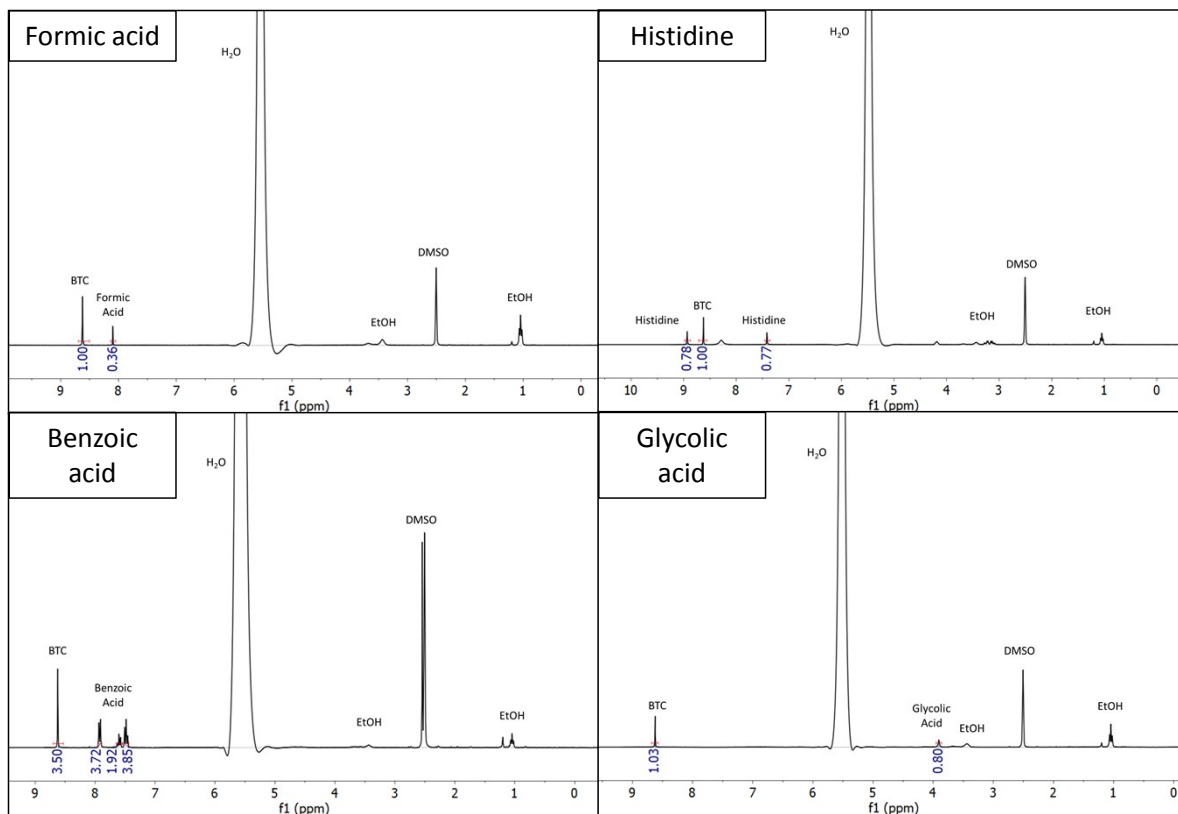 Formic acid
H₂O
BTC
Formic
Acid
EtOH
DMSO
EtOH
1.00
0.36
9 8 7 6 5 4 3 2 1 0
f1 (ppm)
Histidine
H₂O
Histidine
BTC
Histidine
EtOH
DMSO
EtOH
0.78
1.00
0.77
10 9 8 7 6 5 4 3 2 1 0
f1 (ppm)
Benzoic
acid
H₂O
BTC
Benzoic
Acid
EtOH
DMSO
EtOH
3.50
3.72
1.92
3.85
9 8 7 6 5 4 3 2 1 0
f1 (ppm)
Glycolic
acid
H₂O
BTC
Glycolic
Acid
EtOH
DMSO
EtOH
1.03
0.80
9 8 7 6 5 4 3 2 1 0
f1 (ppm)